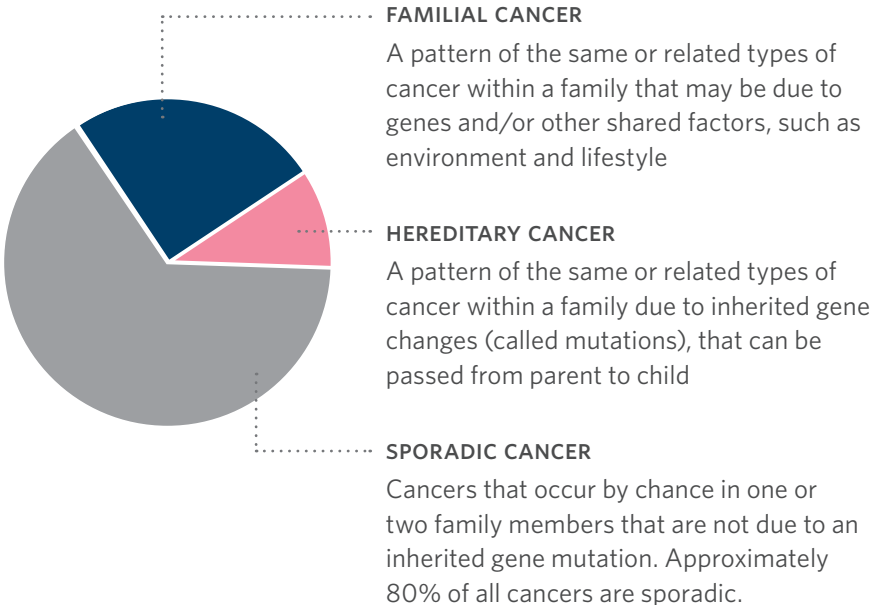 FAMILIAL CANCER
A pattern of the same or related types of
cancer within a family that may be due to
genes and/or other shared factors, such as
environment and lifestyle
HEREDITARY CANCER
A pattern of the same or related types of
cancer within a family due to inherited gene
changes (called mutations), that can be
passed from parent to child
SPORADIC CANCER
Cancers that occur by chance in one or
two family members that are not due to an
inherited gene mutation. Approximately
80% of all cancers are sporadic.